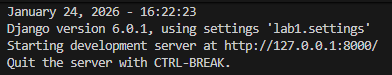 January 24, 2026 - 16:22:23
Django version 6.0.1, using settings 'lab1.settings'
Starting development server at http://127.0.0.1:8000/
Quit the server with CTRL-BREAK.